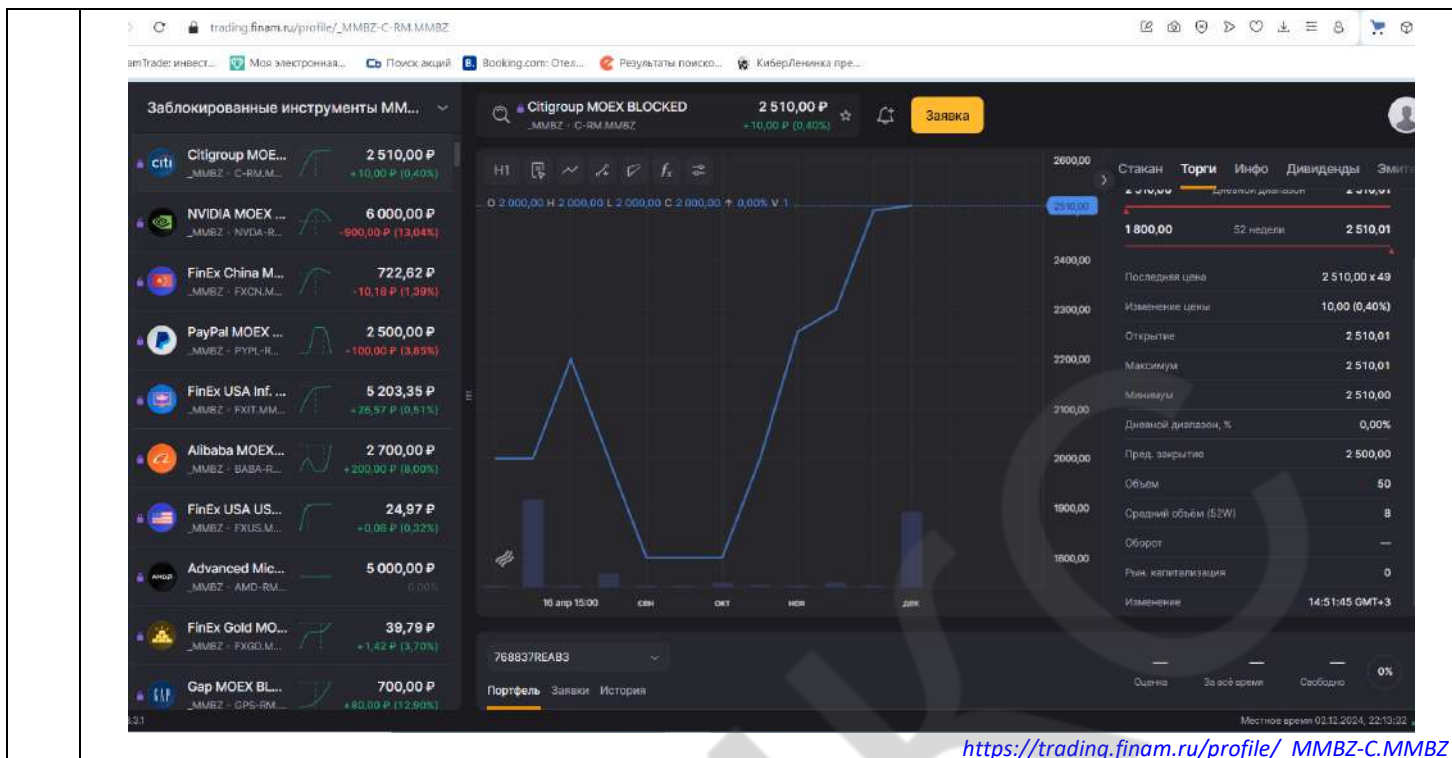 trading.finam.ru/profile/_MMBZ-C-RM.MMBZ
amTrade: инвест... Моя электронная... Поиск акций Booking.com: Отел... Результаты поиско... КиберЛенинка пре...
Заблокированные инструменты ММ...
Citigroup MOE... 2 510,00 ₽
_MMBZ - C-RM.M... +10,00 ₽ (0,40%)
NVIDIA MOEX ... 6 000,00 ₽
_MMBZ - NVDA-R... -900,00 ₽ (13,04%)
FinEx China M... 722,62 ₽
_MMBZ - FXCN.M... -10,18 ₽ (1,39%)
PayPal MOEX ... 2 500,00 ₽
_MMBZ - PYPL-R... -100,00 ₽ (3,85%)
FinEx USA Inf. ... 5 203,35 ₽
_MMBZ - FXIT.MM... +26,57 ₽ (0,51%)
Alibaba MOEX... 2 700,00 ₽
_MMBZ - BABA-R... +200,00 ₽ (8,00%)
FinEx USA US... 24,97 ₽
_MMBZ - FXUS.M... +0,08 ₽ (0,32%)
Advanced Mic... 5 000,00 ₽
_MMBZ - AMD-RM... 0,00%
FinEx Gold MO... 39,79 ₽
_MMBZ - FXGD.M... +1,42 ₽ (3,70%)
Gap MOEX BL... 700,00 ₽
_MMBZ - GPS-RM... +80,00 ₽ (12,90%)
Citigroup MOEX BLOCKED 2 510,00 ₽
_MMBZ - C-RM.MMBZ +10,00 ₽ (0,40%)
Заявка
H1
O 2 000,00 H 2 000,00 L 2 000,00 C 2 000,00 0,00% V 1
2600,00
2510,00
2400,00
2300,00
2200,00
2100,00
2000,00
1900,00
1800,00
16 апр 15:00 сен окт ноя дек
768837REAB3
Портфель Заявки История
Стакан Торги Инфо Дивиденды Эмите
2 510,00 Дневной диапазон 2 510,01
1 800,00 52 недели 2 510,01
Последняя цена 2 510,00 x 49
Изменение цены 10,00 (0,40%)
Открытие 2 510,01
Максимум 2 510,01
Минимум 2 510,00
Дневной диапазон, % 0,00%
Пред. закрытие 2 500,00
Объем 50
Средний объём (52W) 8
Оборот —
Рын. капитализация 0
Изменение 14:51:45 GMT+3
— — — 0%
Оценка За всё время Свободно
Местное время 02.12.2024, 22:13:32
https://trading.finam.ru/profile/_MMBZ-C.MMBZ